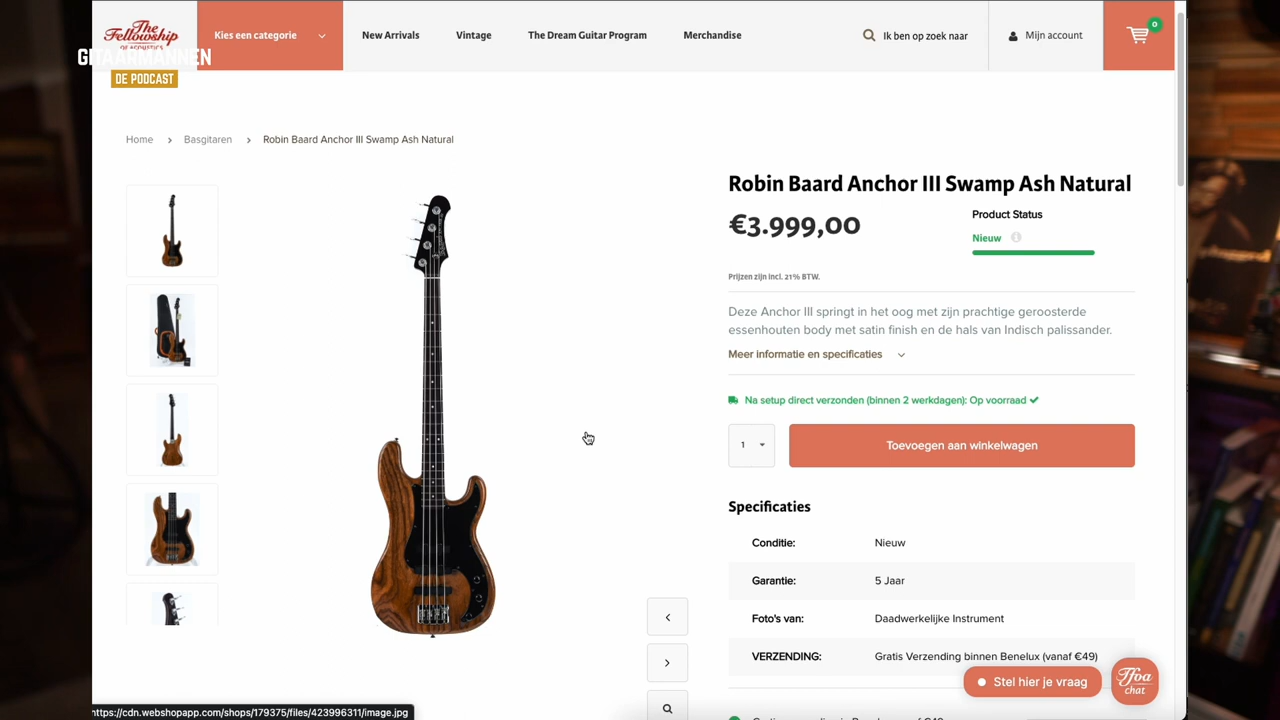 The
Fellowship
OF ACOUSTICS
GITAARMANNEN
DE PODCAST
Kies een categorie
New Arrivals
Vintage
The Dream Guitar Program
Merchandise
Ik ben op zoek naar
Mijn account
0
Home > Basgitaren > Robin Baard Anchor III Swamp Ash Natural
Robin Baard Anchor III Swamp Ash Natural
€3.999,00
Product Status
Nieuw
Prijzen zijn incl. 21% BTW.
Deze Anchor III springt in het oog met zijn prachtige geroosterde
essenhouten body met satin finish en de hals van Indisch palissander.
Meer informatie en specificaties
Na setup direct verzonden (binnen 2 werkdagen): Op voorraad
1
Toevoegen aan winkelwagen
Specificaties
Conditie: Nieuw
Garantie: 5 Jaar
Foto's van: Daadwerkelijke Instrument
VERZENDING: Gratis Verzending binnen Benelux (vanaf €49)
Stel hier je vraag
Tfoa
chat
https://cdn.webshopapp.com/shops/179375/files/423996311/image.jpg